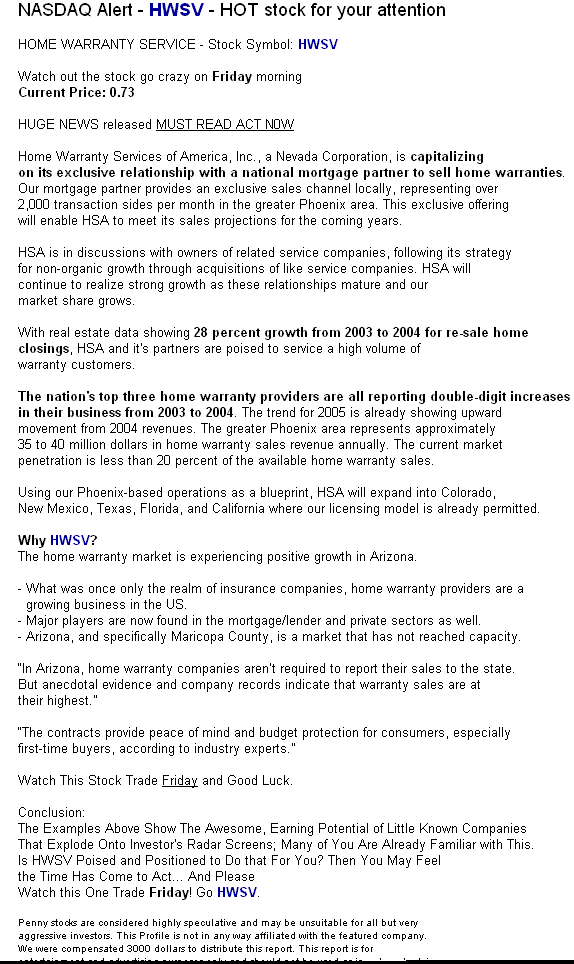 NASDAQ Alert - HWSV - HOT stock for your attention
HOME WARRANTY SERVICE - Stock Symbol: HWSV
Watch out the stock go crazy on Friday morning
Current Price: 0.73
HUGE NEWS released MUST READ ACT NOW
Home Warranty Services of America, Inc., a Nevada Corporation, is capitalizing
on its exclusive relationship with a national mortgage partner to sell home warranties.
Our mortgage partner provides an exclusive sales channel locally, representing over
2,000 transaction sides per month in the greater Phoenix area. This exclusive offering
will enable HSA to meet its sales projections for the coming years.
HSA is in discussions with owners of related service companies, following its strategy
for non-organic growth through acquisitions of like service companies. HSA will
continue to realize strong growth as these relationships mature and our
market share grows.
With real estate data showing 28 percent growth from 2003 to 2004 for re-sale home
closings, HSA and it's partners are poised to service a high volume of
warranty customers.
The nation's top three home warranty providers are all reporting double-digit increases
in their business from 2003 to 2004. The trend for 2005 is already showing upward
movement from 2004 revenues. The greater Phoenix area represents approximately
35 to 40 million dollars in home warranty sales revenue annually. The current market
penetration is less than 20 percent of the available home warranty sales.
Using our Phoenix-based operations as a blueprint, HSA will expand into Colorado,
New Mexico, Texas, Florida, and California where our licensing model is already permitted.
Why HWSV?
The home warranty market is experiencing positive growth in Arizona.
- What was once only the realm of insurance companies, home warranty providers are a
growing business in the US.
- Major players are now found in the mortgage/lender and private sectors as well.
- Arizona, and specifically Maricopa County, is a market that has not reached capacity.
"In Arizona, home warranty companies aren't required to report their sales to the state.
But anecdotal evidence and company records indicate that warranty sales are at
their highest."
"The contracts provide peace of mind and budget protection for consumers, especially
first-time buyers, according to industry experts."
Watch This Stock Trade Friday and Good Luck.
Conclusion:
The Examples Above Show The Awesome, Earning Potential of Little Known Companies
That Explode Onto Investor's Radar Screens; Many of You Are Already Familiar with This.
Is HWSV Poised and Positioned to Do that For You? Then You May Feel
the Time Has Come to Act... And Please
Watch this One Trade Friday! Go HWSV.
Penny stocks are considered highly speculative and may be unsuitable for all but very
aggressive investors. This Profile is not in any way affiliated with the featured company.
We were compensated 3000 dollars to distribute this report. This report is for